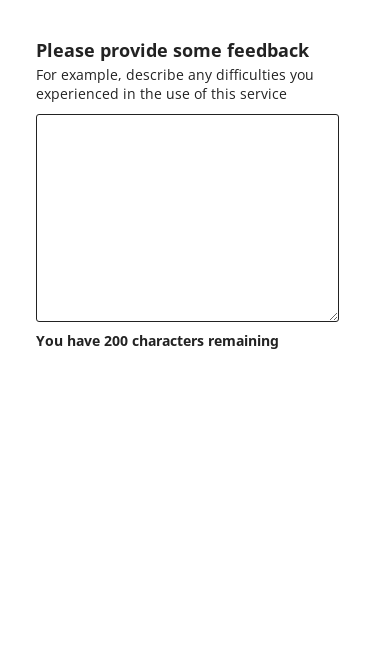 Please provide some feedback
For example, describe any difficulties you
experienced in the use of this service
You have 200 characters remaining